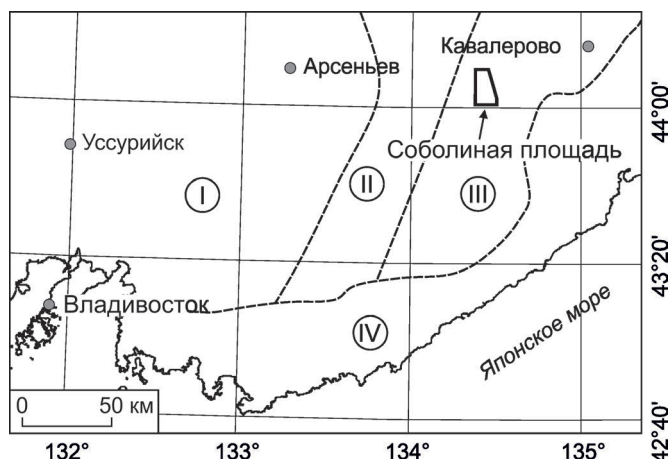 Кавалерово
Арсеньев
44°00'
Уссурийск
Соболиная площадь
I
II
III
43°20'
Владивосток
IV
Японское море
0 50 км
42°40'
132° 133° 134° 135°